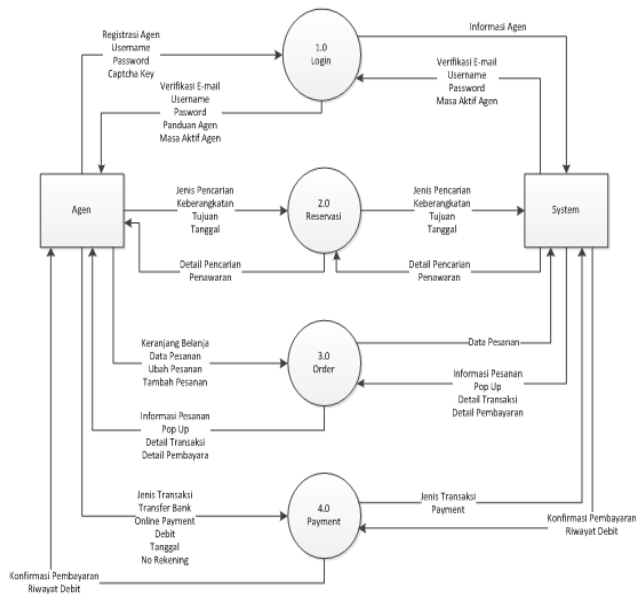 Registrasi Agen
Username
Password
Captcha Key
1.0
Login
Informasi Agen
Verifikasi E-mail
Username
Pasword
Panduan Agen
Masa Aktif Agen
Verifikasi E-mail
Username
Password
Masa Aktif Agen
Agen
Jenis Pencarian
Keberangkatan
Tujuan
Tanggal
2.0
Reservasi
Jenis Pencarian
Keberangkatan
Tujuan
Tanggal
System
Detail Pencarian
Penawaran
Detail Pencarian
Penawaran
Keranjang Belanja
Data Pesanan
Ubah Pesanan
Tambah Pesanan
3.0
Order
Data Pesanan
Informasi Pesanan
Pop Up
Detail Transaksi
Detail Pembayaran
Informasi Pesanan
Pop Up
Detail Transaksi
Detail Pembayara
Jenis Transaksi
Transfer Bank
Online Payment
Debit
Tanggal
No Rekening
4.0
Payment
Jenis Transaksi
Payment
Konfirmasi Pembayaran
Riwayat Debit
Konfirmasi Pembayaran
Riwayat Debit